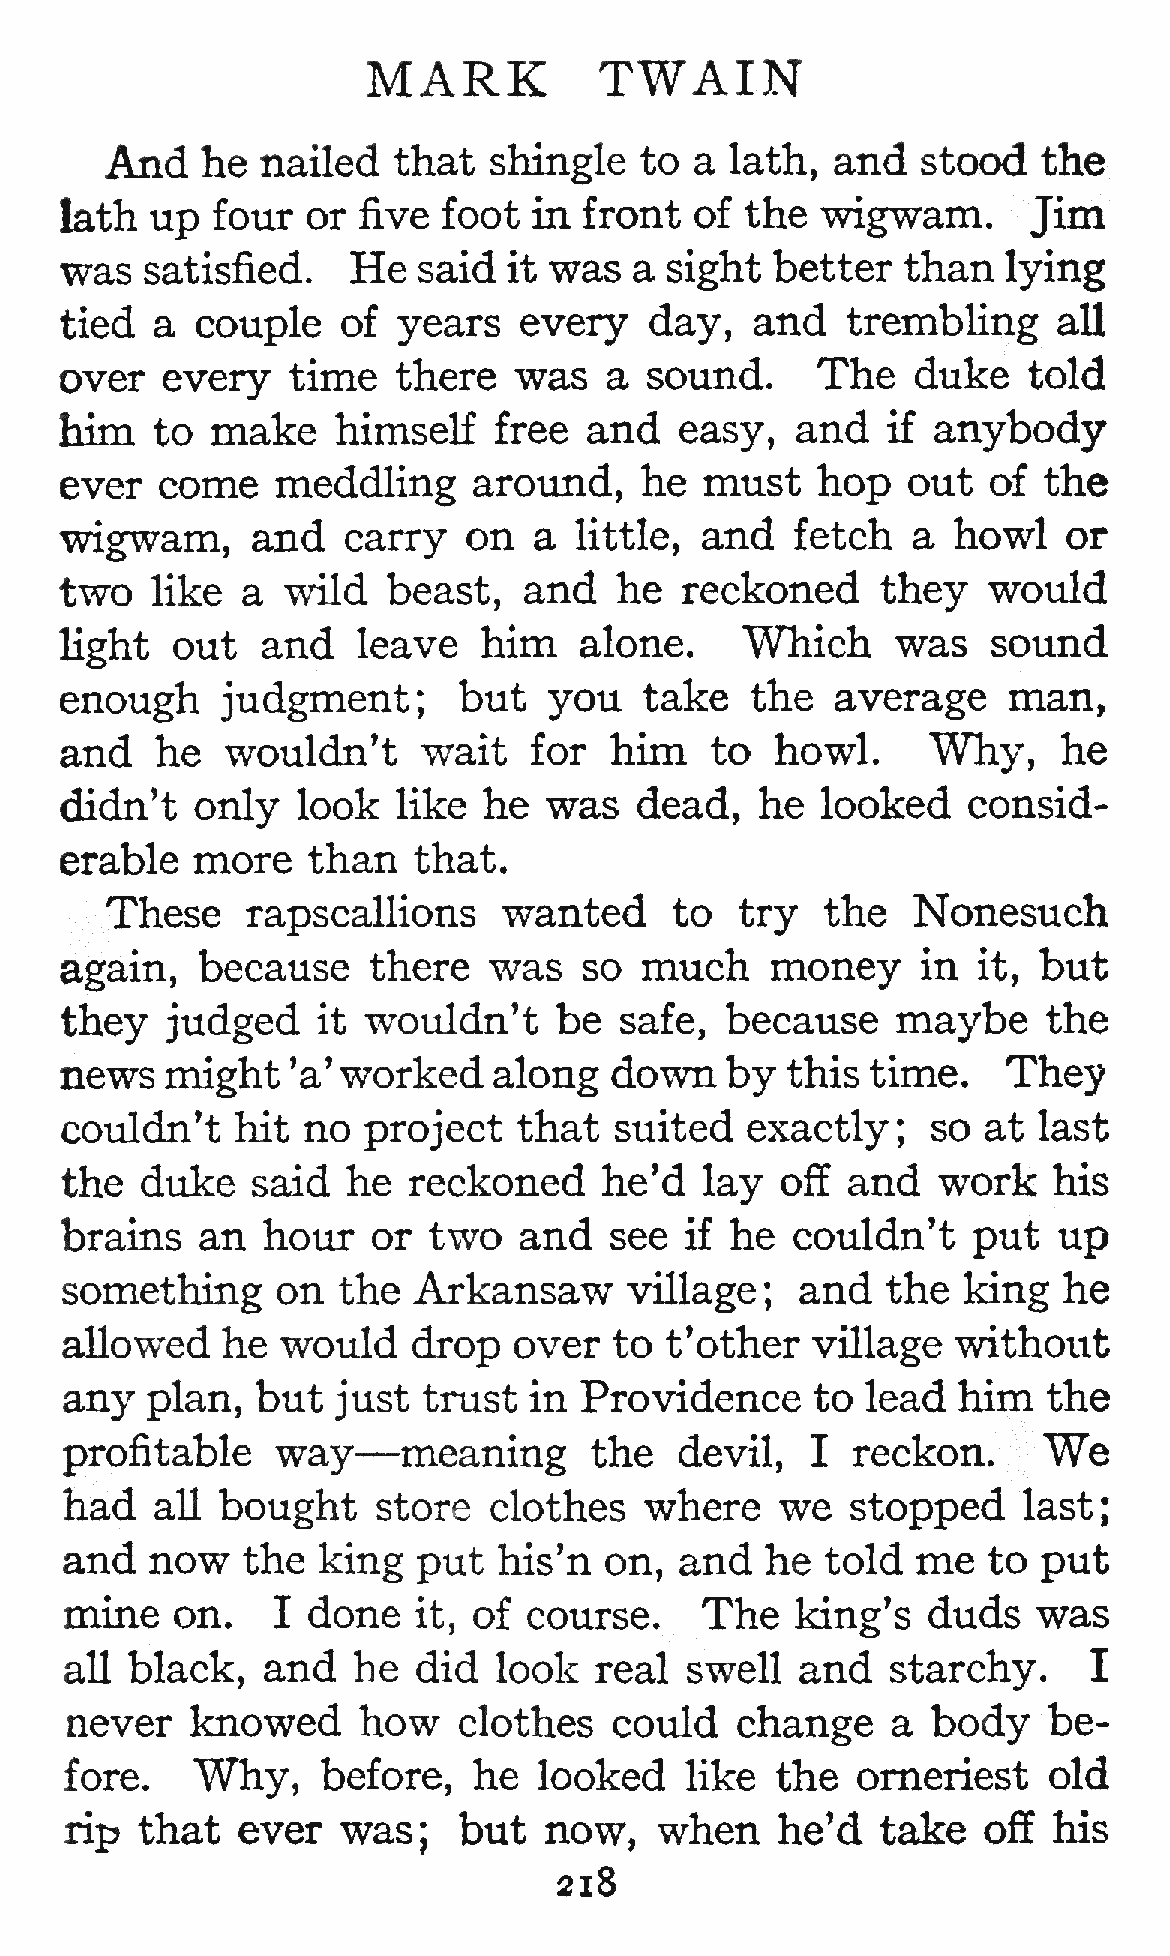 MARK TWAIN
And he nailed that shingle to a lath, and stood the
lath up four or five foot in front of the wigwam. Jim
was satisfied. He said it was a sight better than lying
tied a couple of years every day, and trembling all
over every time there was a sound. The duke told
him to make himself free and easy, and if anybody
ever come meddling around, he must hop out of the
wigwam, and carry on a little, and fetch a howl or
two like a wild beast, and he reckoned they would
light out and leave him alone. Which was sound
enough judgment; but you take the average man,
and he wouldn't wait for him to howl. Why, he
didn't only look like he was dead, he looked consid-
erable more than that.
These rapscallions wanted to try the Nonesuch
again, because there was so much money in it, but
they judged it wouldn't be safe, because maybe the
news might 'a' worked along down by this time. They
couldn't hit no project that suited exactly; so at last
the duke said he reckoned he'd lay off and work his
brains an hour or two and see if he couldn't put up
something on the Arkansaw village; and the king he
allowed he would drop over to t'other village without
any plan, but just trust in Providence to lead him the
profitable way—meaning the devil, I reckon. We
had all bought store clothes where we stopped last;
and now the king put his'n on, and he told me to put
mine on. I done it, of course. The king's duds was
all black, and he did look real swell and starchy. I
never knowed how clothes could change a body be-
fore. Why, before, he looked like the orneriest old
rip that ever was; but now, when he'd take off his
218